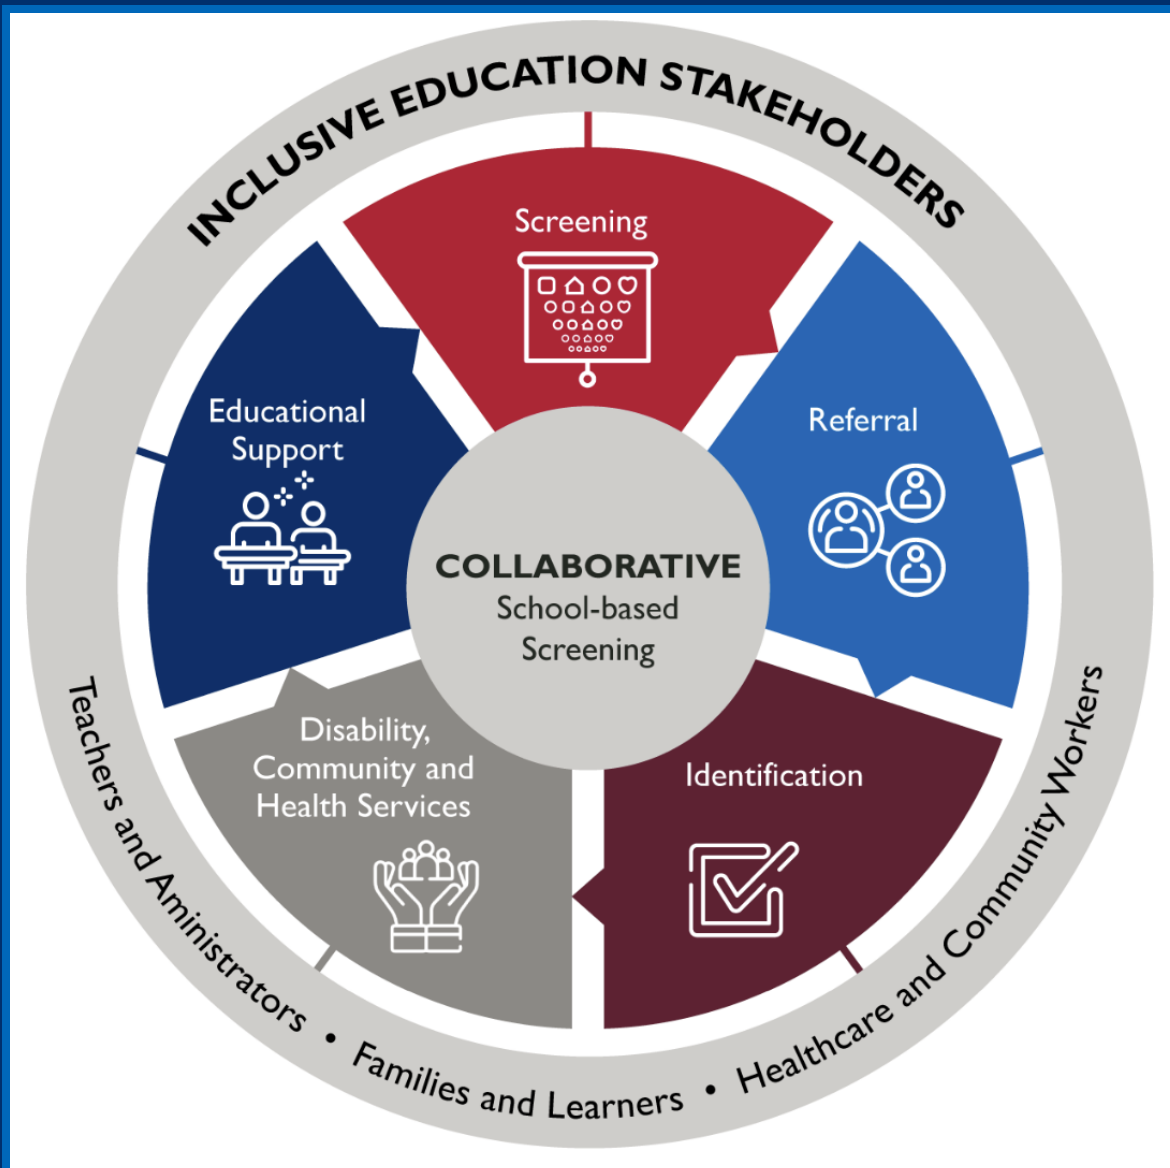 INCLUSIVE EDUCATION STAKEHOLDERS
Screening
Referral
Educational
Support
COLLABORATIVE
School-based
Screening
Disability,
Community and
Health Services
Identification
Teachers and Aministrators • Families and Learners • Healthcare and Community Workers